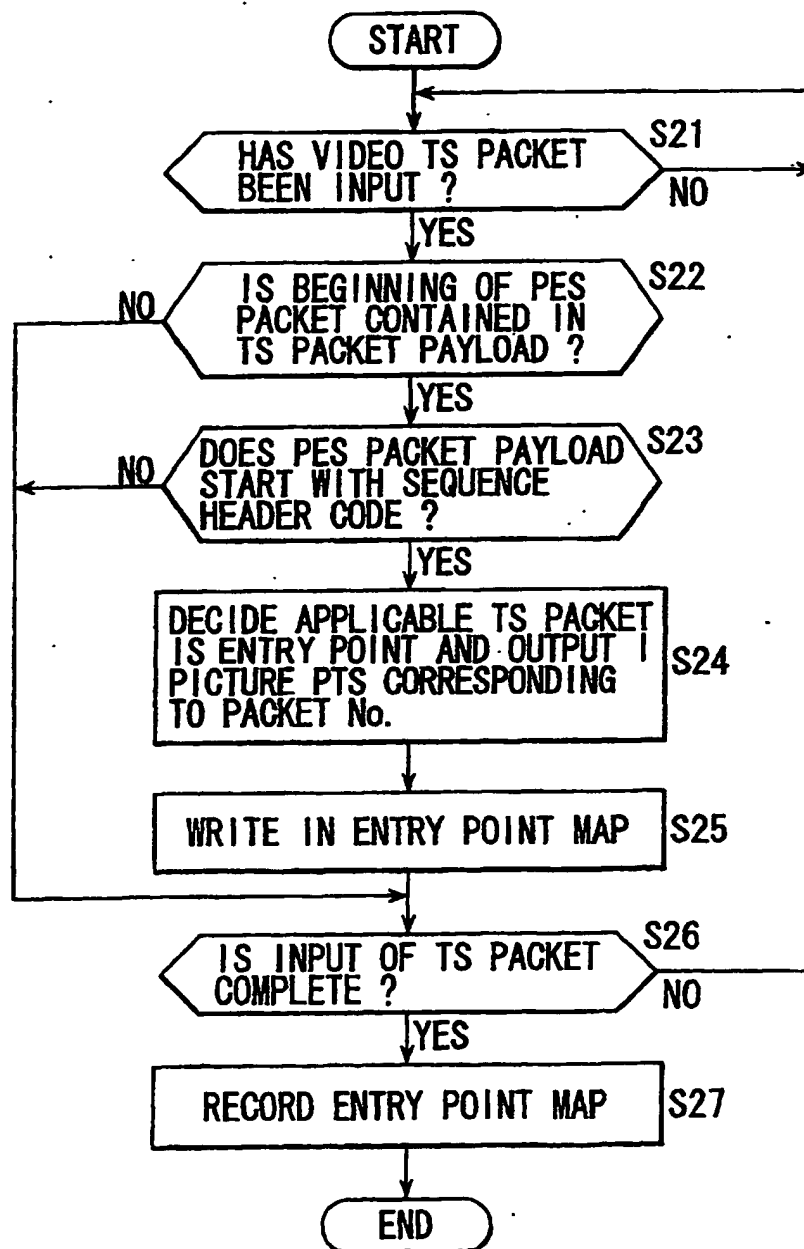 START
HAS VIDEO TS PACKET
BEEN INPUT ?
S21
NO
YES
IS BEGINNING OF PES
PACKET CONTAINED IN
TS PACKET PAYLOAD ?
S22
NO
YES
DOES PES PACKET PAYLOAD
START WITH SEQUENCE
HEADER CODE ?
S23
NO
YES
DECIDE APPLICABLE TS PACKET
IS ENTRY POINT AND OUTPUT I
PICTURE PTS CORRESPONDING
TO PACKET No.
S24
WRITE IN ENTRY POINT MAP
S25
IS INPUT OF TS PACKET
COMPLETE ?
S26
NO
YES
RECORD ENTRY POINT MAP
S27
END